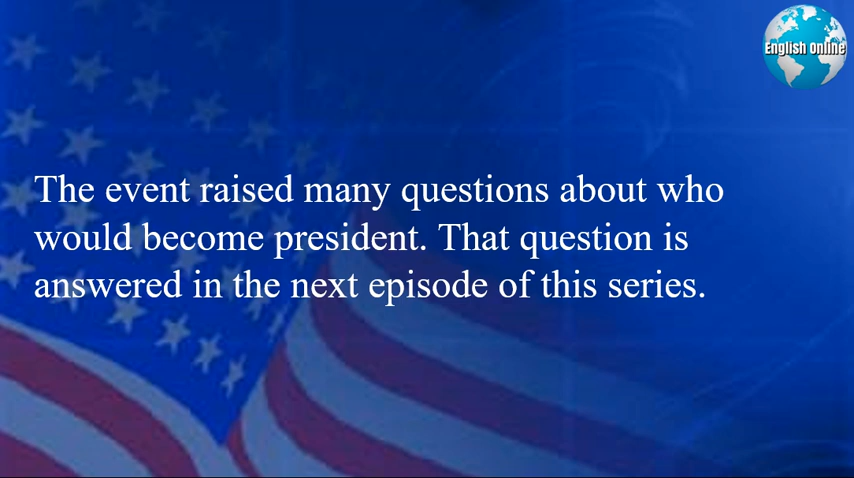 English Online
The event raised many questions about who
would become president. That question is
answered in the next episode of this series.